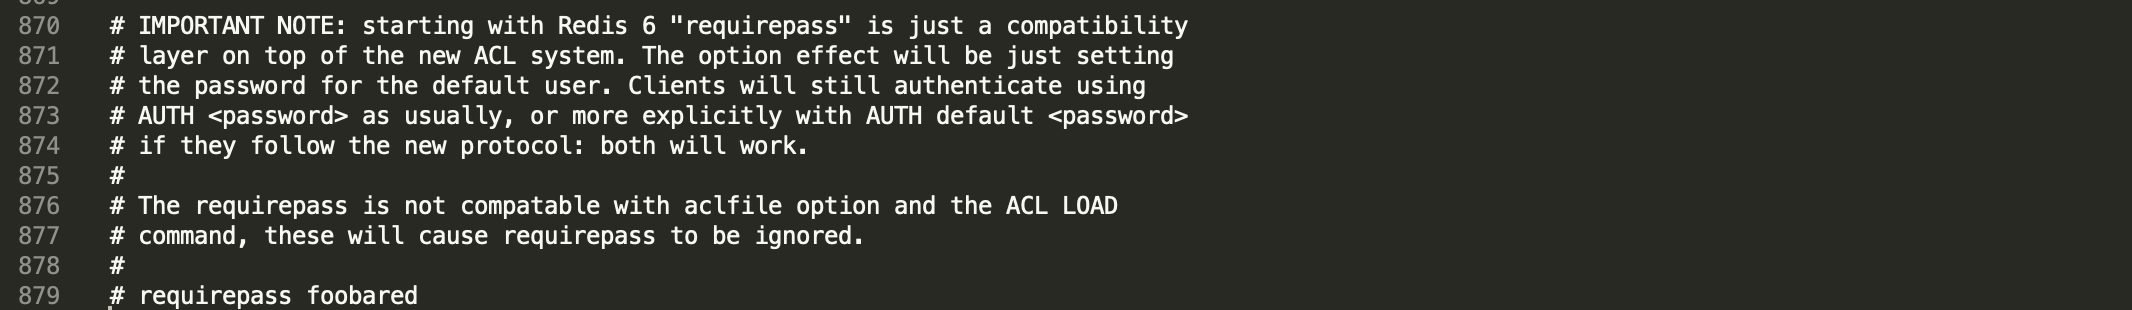 870 # IMPORTANT NOTE: starting with Redis 6 "requirepass" is just a compatibility
871 # layer on top of the new ACL system. The option effect will be just setting
872 # the password for the default user. Clients will still authenticate using
873 # AUTH <password> as usually, or more explicitly with AUTH default <password>
874 # if they follow the new protocol: both will work.
875 #
876 # The requirepass is not compatable with aclfile option and the ACL LOAD
877 # command, these will cause requirepass to be ignored.
878 #
879 # requirepass foobared